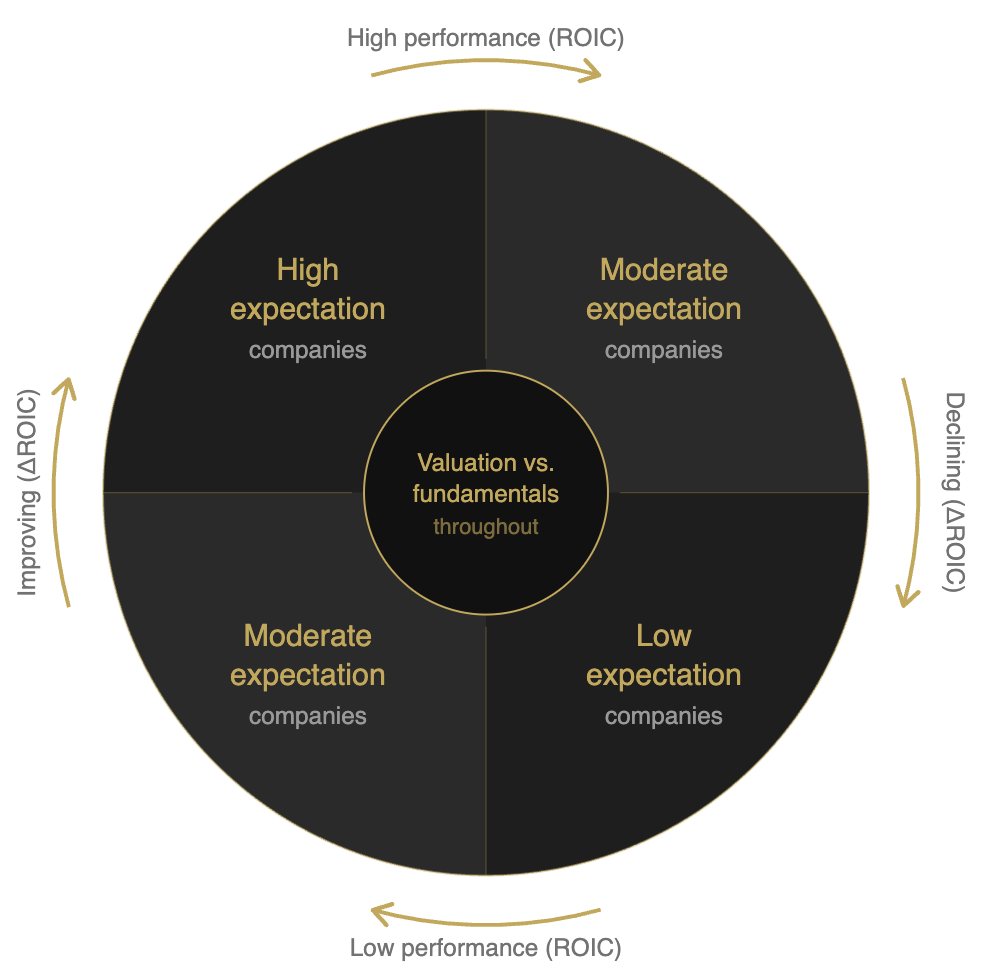 High performance (ROIC)
High
expectation
companies
Moderate
expectation
companies
Improving (ΔROIC)
Valuation vs.
fundamentals
throughout
Declining (ΔROIC)
Moderate
expectation
companies
Low
expectation
companies
Low performance (ROIC)